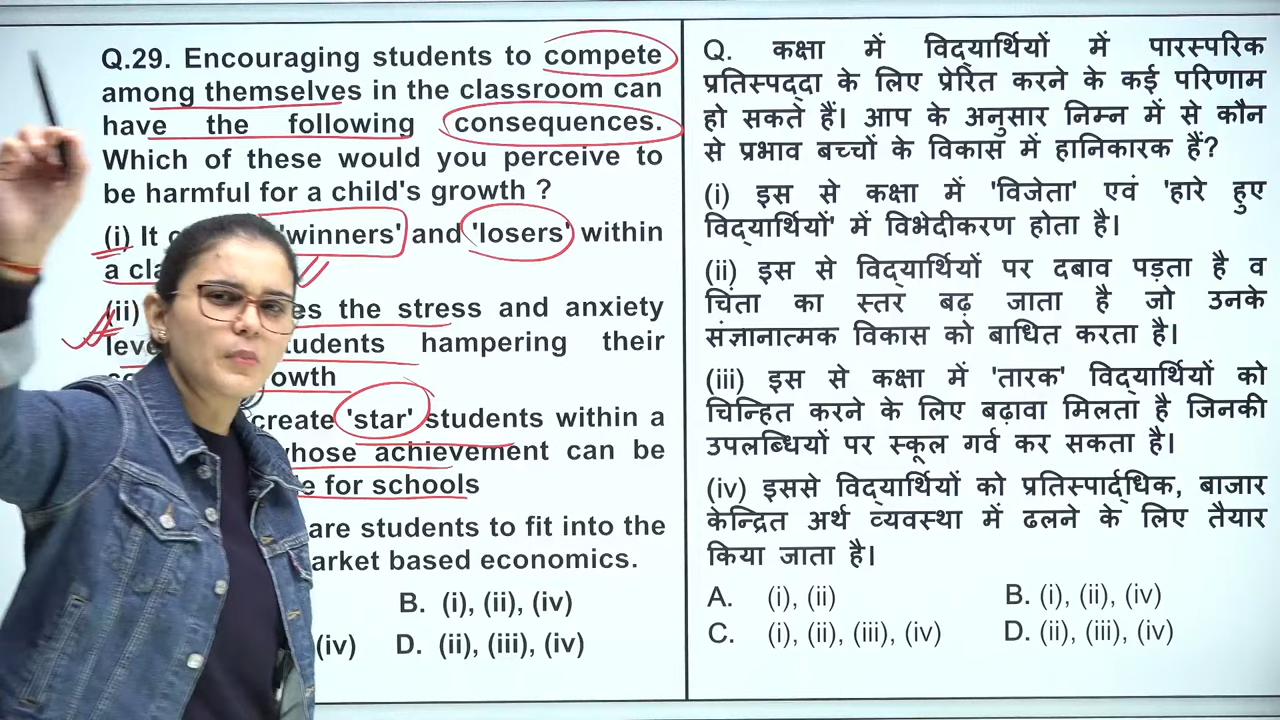 Q.29. Encouraging students to compete
among themselves in the classroom can
have the following consequences.
Which of these would you perceive to
be harmful for a child's growth ?
(i) It 'winners' and 'losers' within
a
(ii) the stress and anxiety
hampering their
create 'star' students within a
whose achievement can be
for schools
students to fit into the
based economics.
B. (i), (ii), (iv)
(iv) D. (ii), (iii), (iv)
Q. कक्षा में विद्यार्थियों में पारस्परिक
प्रतिस्पद्दा के लिए प्रेरित करने के कई परिणाम
हो सकते हैं। आप के अनुसार निम्न में से कौन
से प्रभाव बच्चों के विकास में हानिकारक हैं?
(i) इस से कक्षा में 'विजेता' एवं 'हारे हुए
विद्यार्थियों' में विभेदीकरण होता है।
(ii) इस से विद्यार्थियों पर दबाव पड़ता है व
चिंता का स्तर बढ़ जाता है जो उनके
संज्ञानात्मक विकास को बाधित करता है।
(iii) इस से कक्षा में 'तारक' विद्यार्थियों को
चिन्हित करने के लिए बढ़ावा मिलता है जिनकी
उपलब्धियों पर स्कूल गर्व कर सकता है।
(iv) इससे विद्यार्थियों को प्रतिस्पार्द्धिक, बाजार
केन्द्रित अर्थ व्यवस्था में ढलने के लिए तैयार
किया जाता है।
A. (i), (ii) B. (i), (ii), (iv)
C. (i), (ii), (iii), (iv) D. (ii), (iii), (iv)